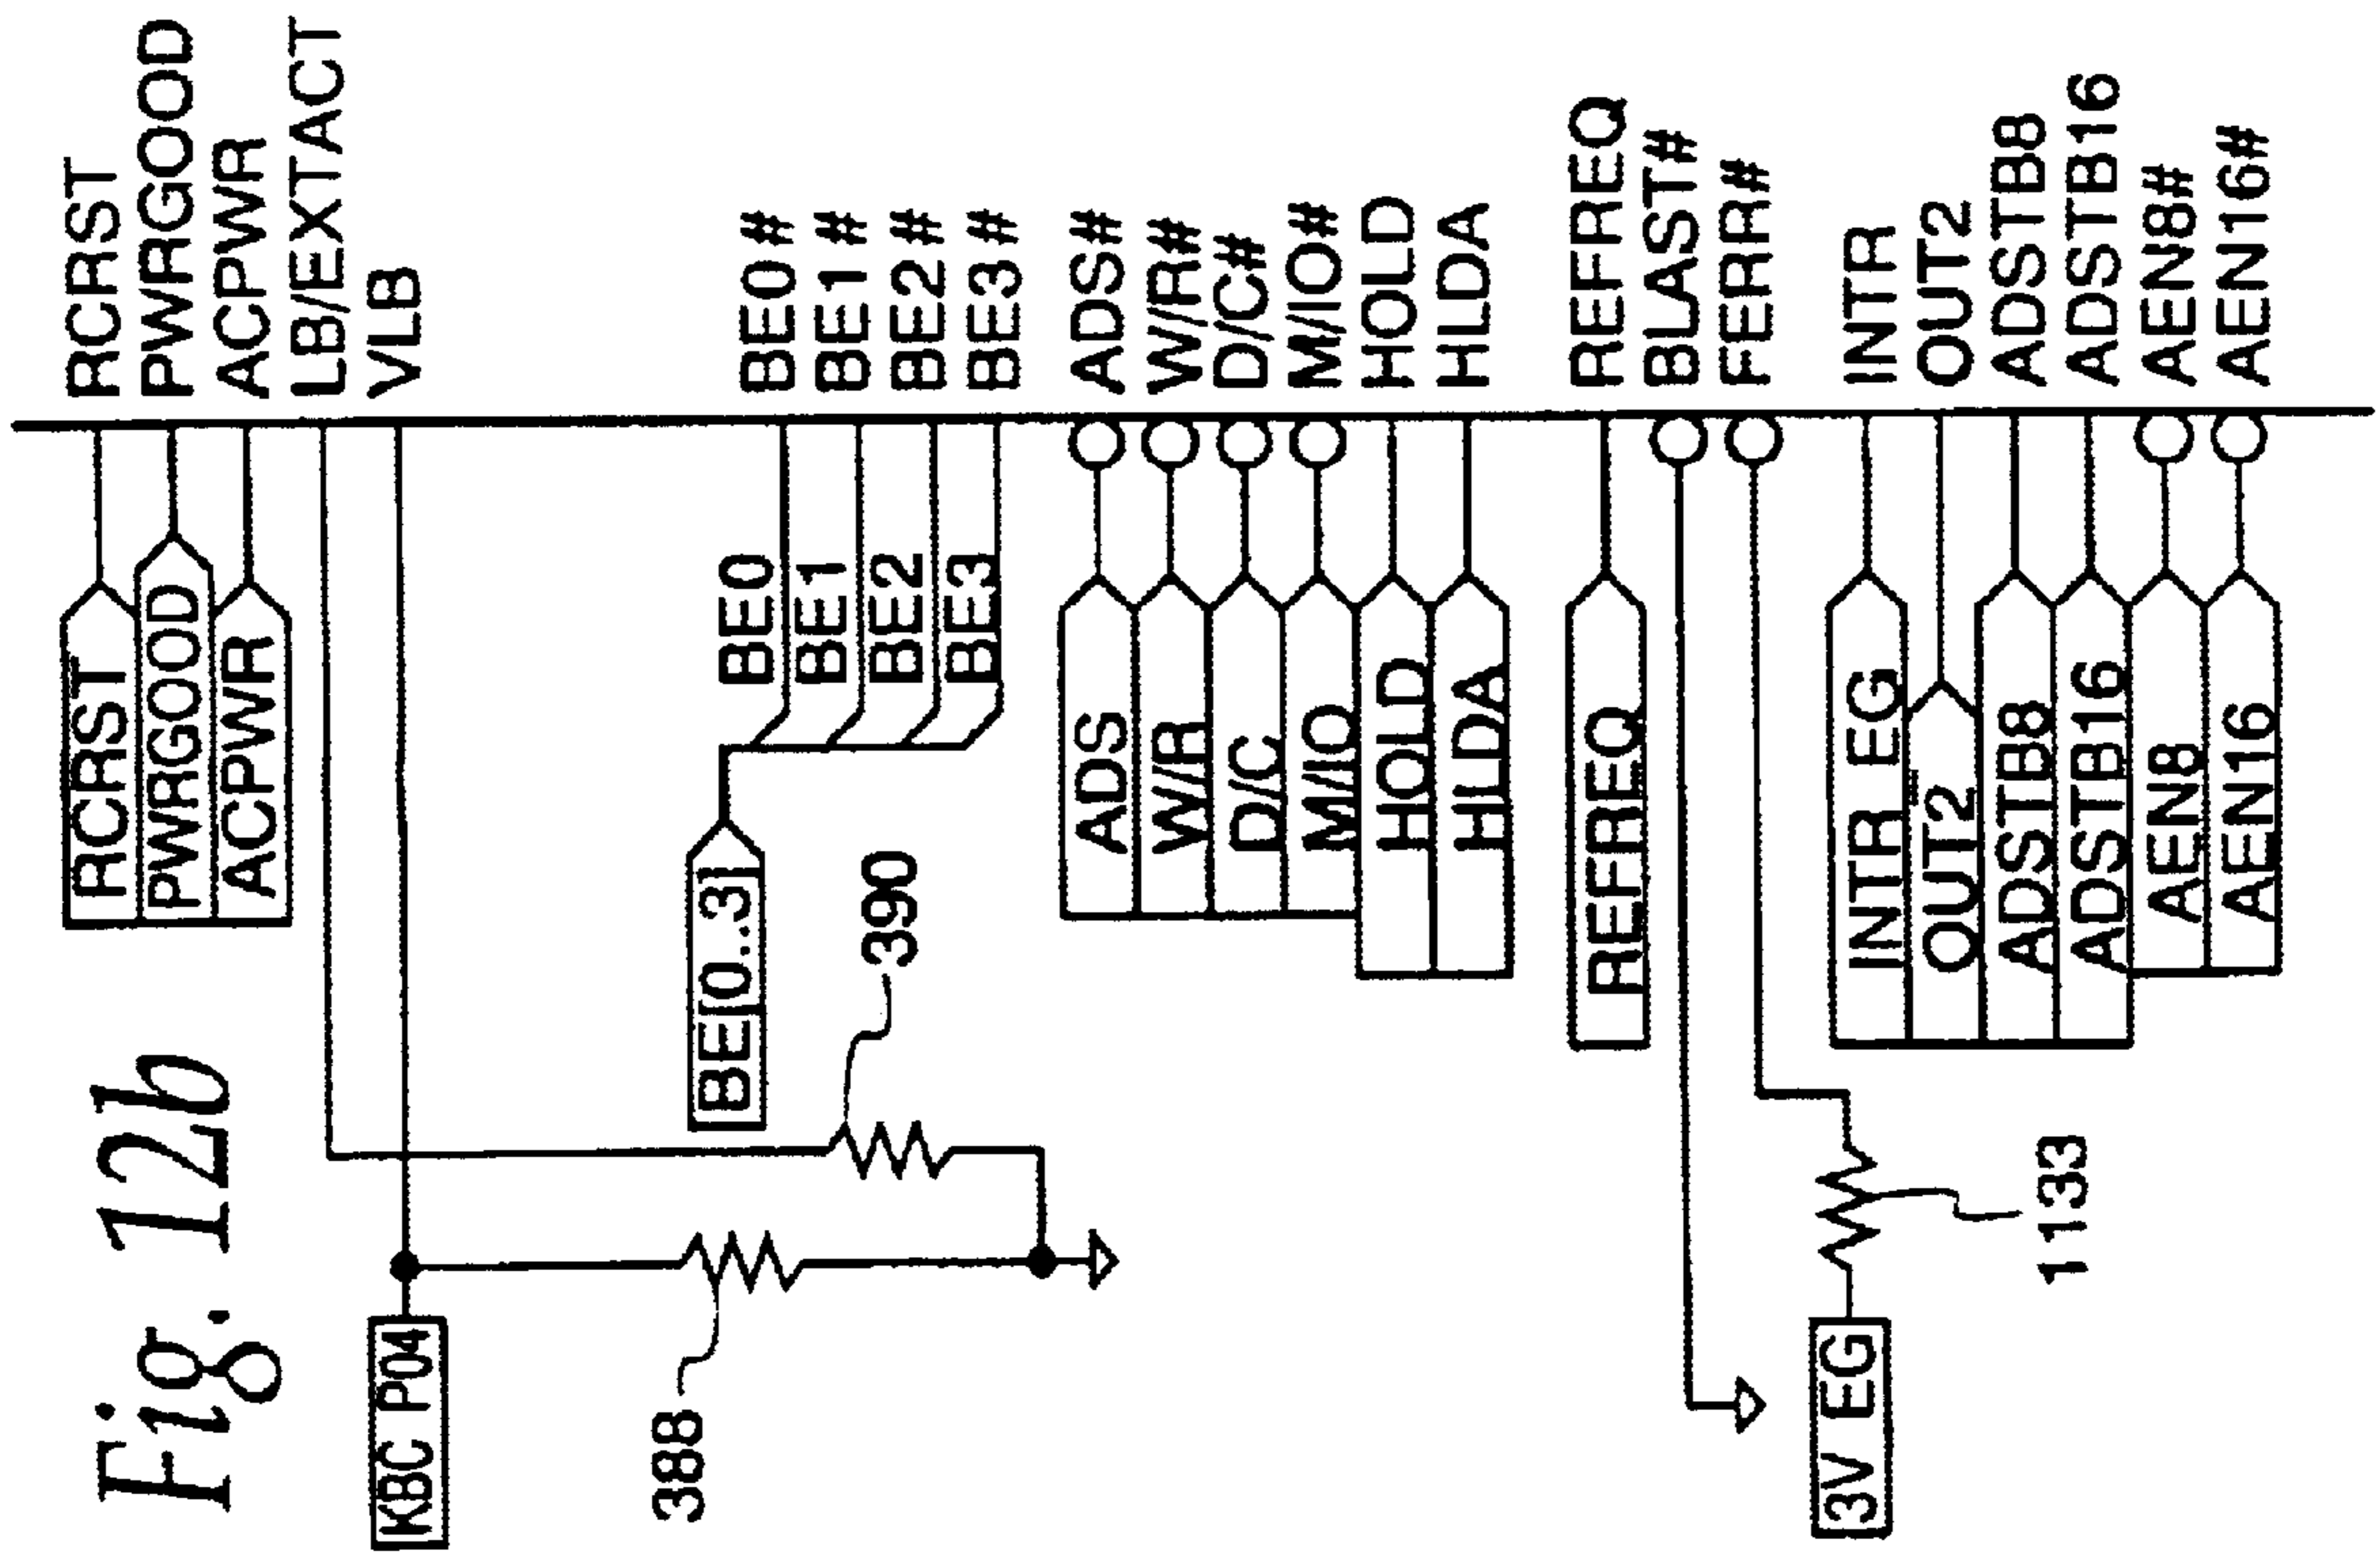 Fig. 12b
RCRST
RCRST
PWRGOOD
PWRGOOD
ACPWR
ACPWR
LB/EXTACT
KBC P04
VLB
388
390
BE[0..3]
BE0
BE0#
BE1
BE1#
BE2
BE2#
BE3
BE3#
ADS
ADS#
W/R
W/R#
D/C
D/C#
M/IO
M/IO#
HOLD
HOLD
HLDA
HLDA
REFREQ
REFREQ
BLAST#
FERR#
3V EG
1133
INTR EG
INTR
OUT2
OUT2
ADSTB8
ADSTB8
ADSTB16
ADSTB16
AEN8
AEN8#
AEN16
AEN16#